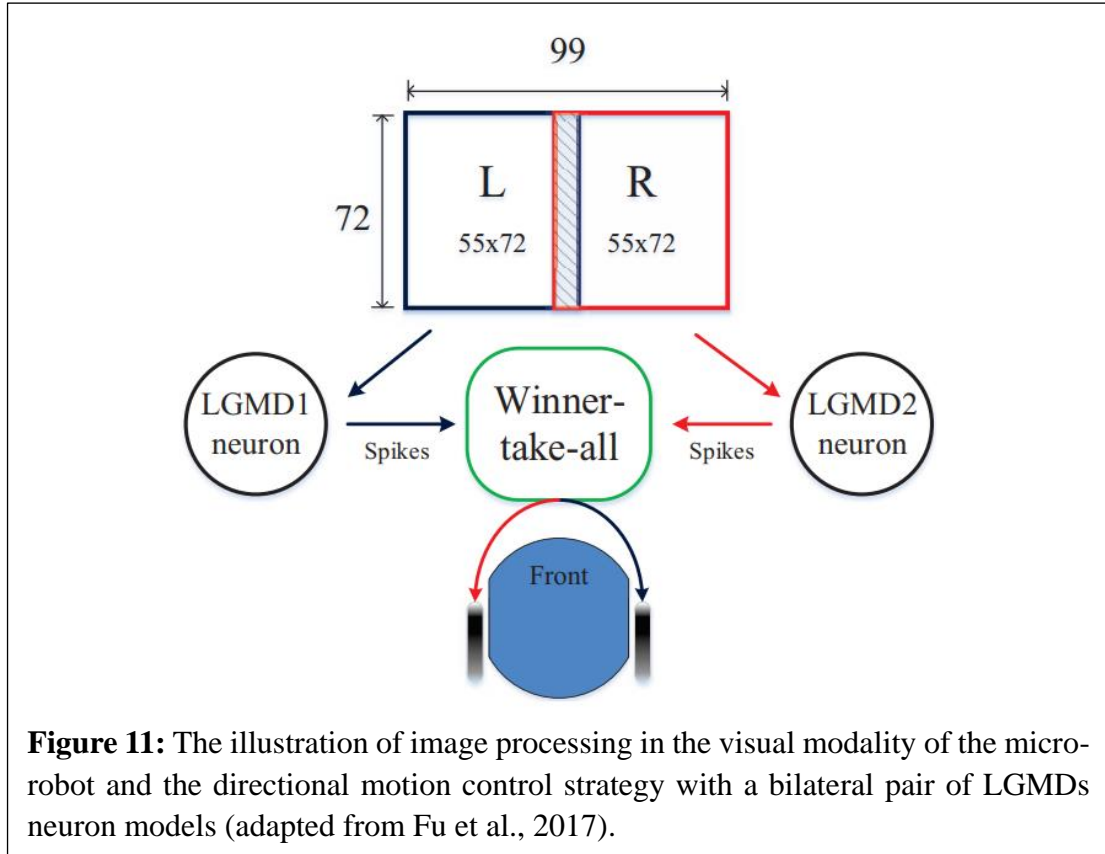 99
72
L
R
55x72
55x72
LGMD1
neuron
Spikes
Winner-
take-all
Spikes
LGMD2
neuron
Front
Figure 11: The illustration of image processing in the visual modality of the micro-
robot and the directional motion control strategy with a bilateral pair of LGMDs
neuron models (adapted from Fu et al., 2017).